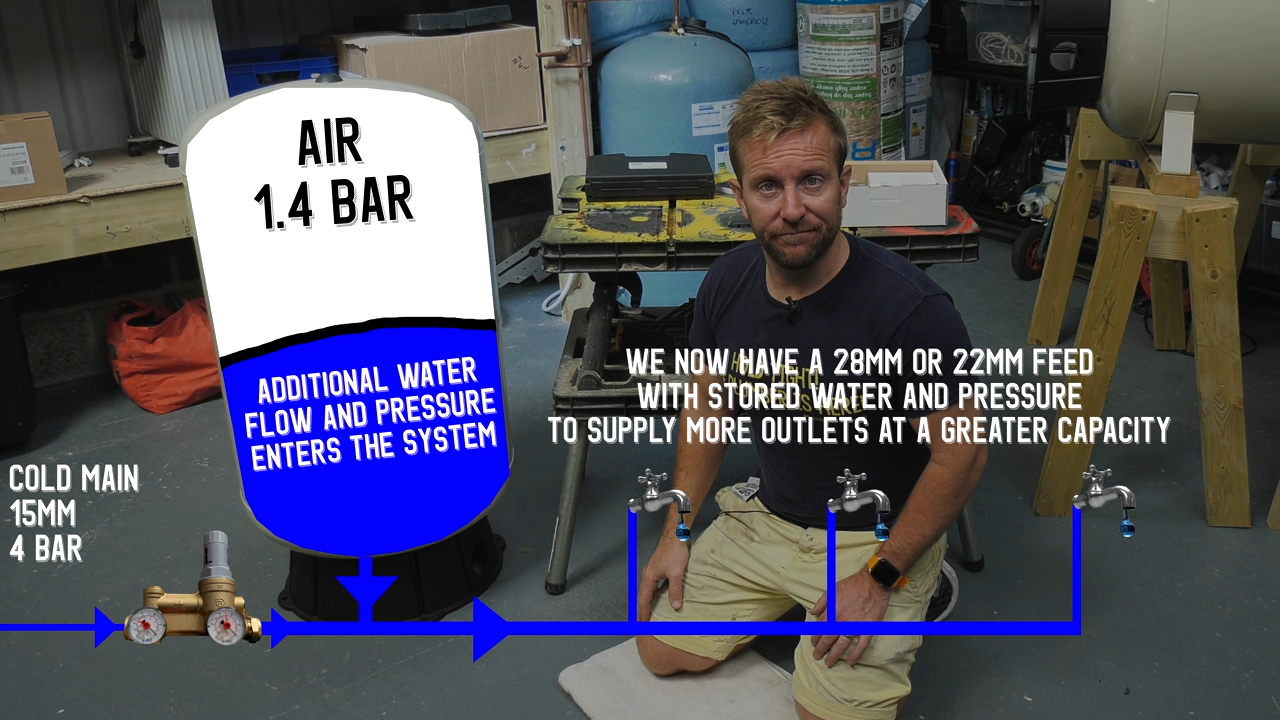 AIR
1.4 BAR
ADDITIONAL WATER
FLOW AND PRESSURE
ENTERS THE SYSTEM
WE NOW HAVE A 28MM OR 22MM FEED
WITH STORED WATER AND PRESSURE
TO SUPPLY MORE OUTLETS AT A GREATER CAPACITY
COLD MAIN
15MM
4 BAR